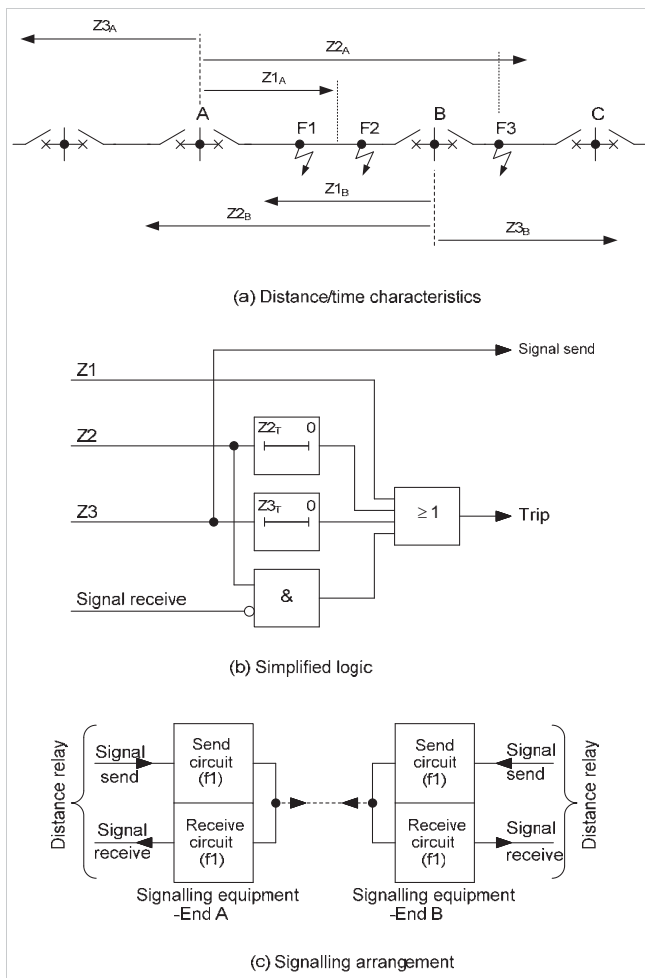 Z3A
Z2A
Z1A
A
F1
F2
B
F3
C
Z1B
Z2B
Z3B
(a) Distance/time characteristics
Signal send
Z1
Z2
Z2T 0
Z3
Z3T 0
≥ 1
Trip
Signal receive
&
(b) Simplified logic
Distance relay
Signal
send
Send
circuit
(f1)
Signal
receive
Receive
circuit
(f1)
Signalling equipment
-End A
Send
circuit
(f1)
Signal
send
Receive
circuit
(f1)
Signal
receive
Distance relay
Signalling equipment
-End B
(c) Signalling arrangement